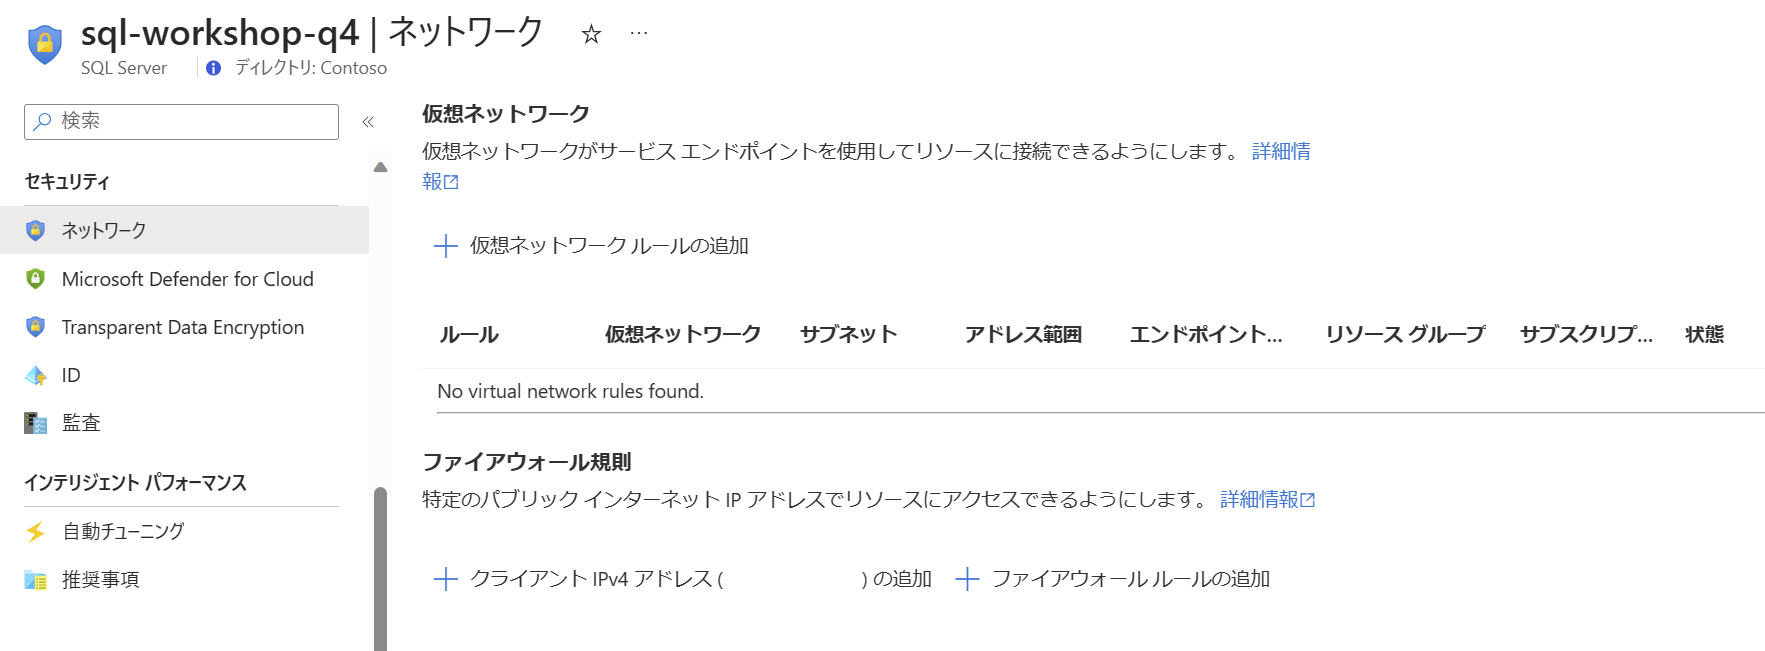 sql-workshop-q4 | ネットワーク
SQL Server
ディレクトリ: Contoso
検索
セキュリティ
ネットワーク
Microsoft Defender for Cloud
Transparent Data Encryption
ID
監査
インテリジェント パフォーマンス
自動チューニング
推奨事項
仮想ネットワーク
仮想ネットワークがサービス エンドポイントを使用してリソースに接続できるようにします。 詳細情
報
仮想ネットワーク ルールの追加
ルール 仮想ネットワーク サブネット アドレス範囲 エンドポイント... リソース グループ サブスクリプ... 状態
No virtual network rules found.
ファイアウォール規則
特定のパブリック インターネット IP アドレスでリソースにアクセスできるようにします。 詳細情報
クライアント IPv4 アドレス ( ) の追加 ファイアウォール ルールの追加